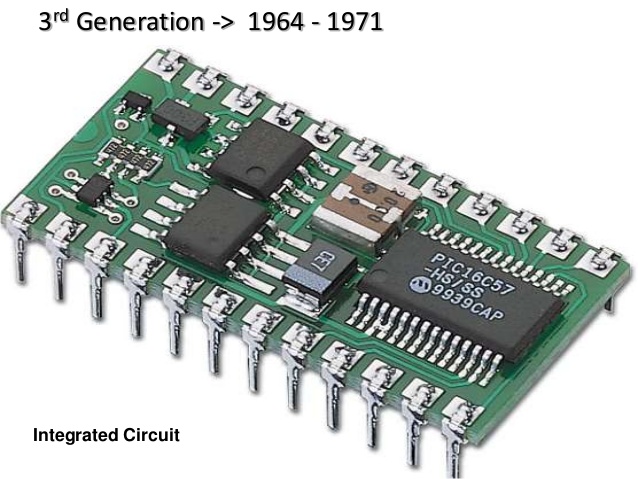 3rd Generation -> 1964 - 1971
PIC16C57
-HS/SS
9939CAP
Integrated Circuit